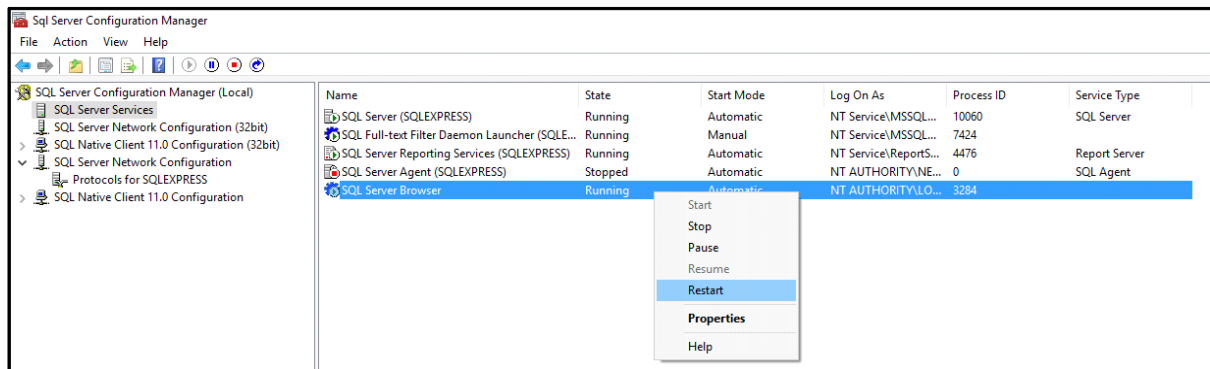 Sql Server Configuration Manager
File Action View Help
SQL Server Configuration Manager (Local)
SQL Server Services
SQL Server Network Configuration (32bit)
SQL Native Client 11.0 Configuration (32bit)
SQL Server Network Configuration
Protocols for SQLEXPRESS
SQL Native Client 11.0 Configuration
Name State Start Mode Log On As Process ID Service Type
SQL Server (SQLEXPRESS) Running Automatic NT Service\MSSQL... 10060 SQL Server
SQL Full-text Filter Daemon Launcher (SQLE... Running Manual NT Service\MSSQL... 7424
SQL Server Reporting Services (SQLEXPRESS) Running Automatic NT Service\ReportS... 4476 Report Server
SQL Server Agent (SQLEXPRESS) Stopped Automatic NT AUTHORITY\NE... 0 SQL Agent
SQL Server Browser Running Automatic NT AUTHORITY\LO... 3284
Start
Stop
Pause
Resume
Restart
Properties
Help